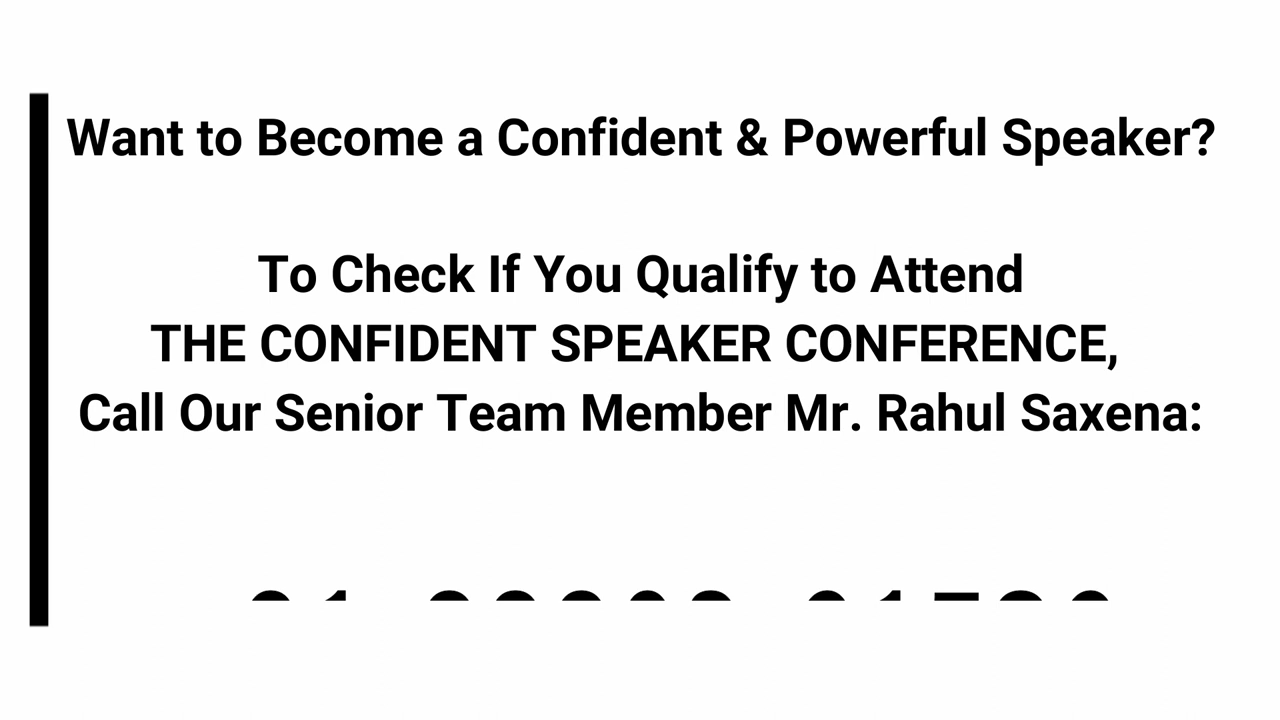 Want to Become a Confident & Powerful Speaker?
To Check If You Qualify to Attend
THE CONFIDENT SPEAKER CONFERENCE,
Call Our Senior Team Member Mr. Rahul Saxena: